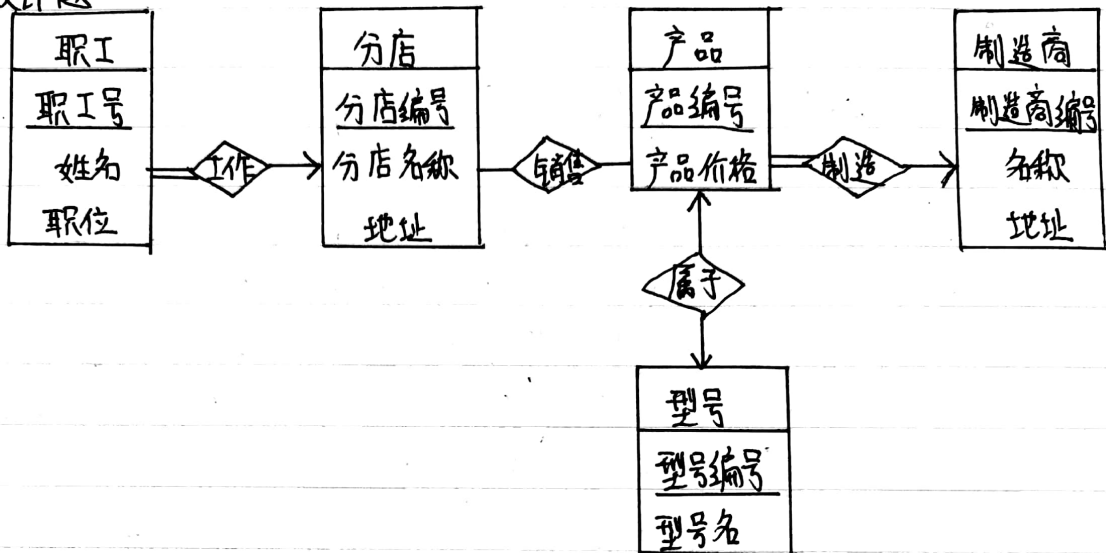 职工
职工号
姓名
职位
工作
分店
分店编号
分店名称
地址
销售
产品
产品编号
产品价格
制造
制造商
制造商编号
名称
地址
属于
型号
型号编号
型号名